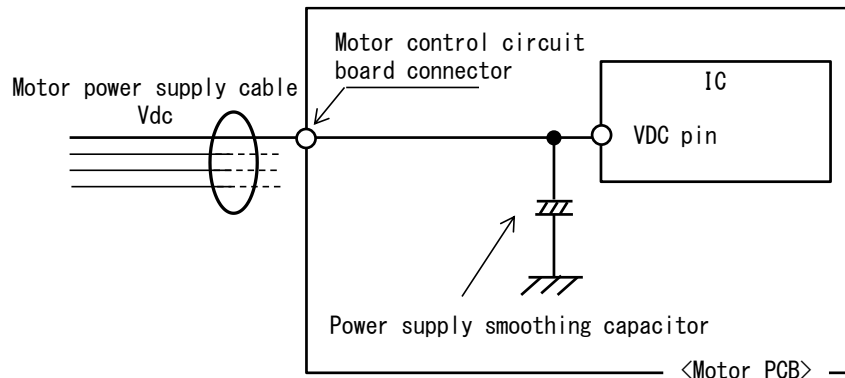 Motor control circuit
board connector
IC
Motor power supply cable
Vdc
VDC pin
Power supply smoothing capacitor
<Motor PCB>